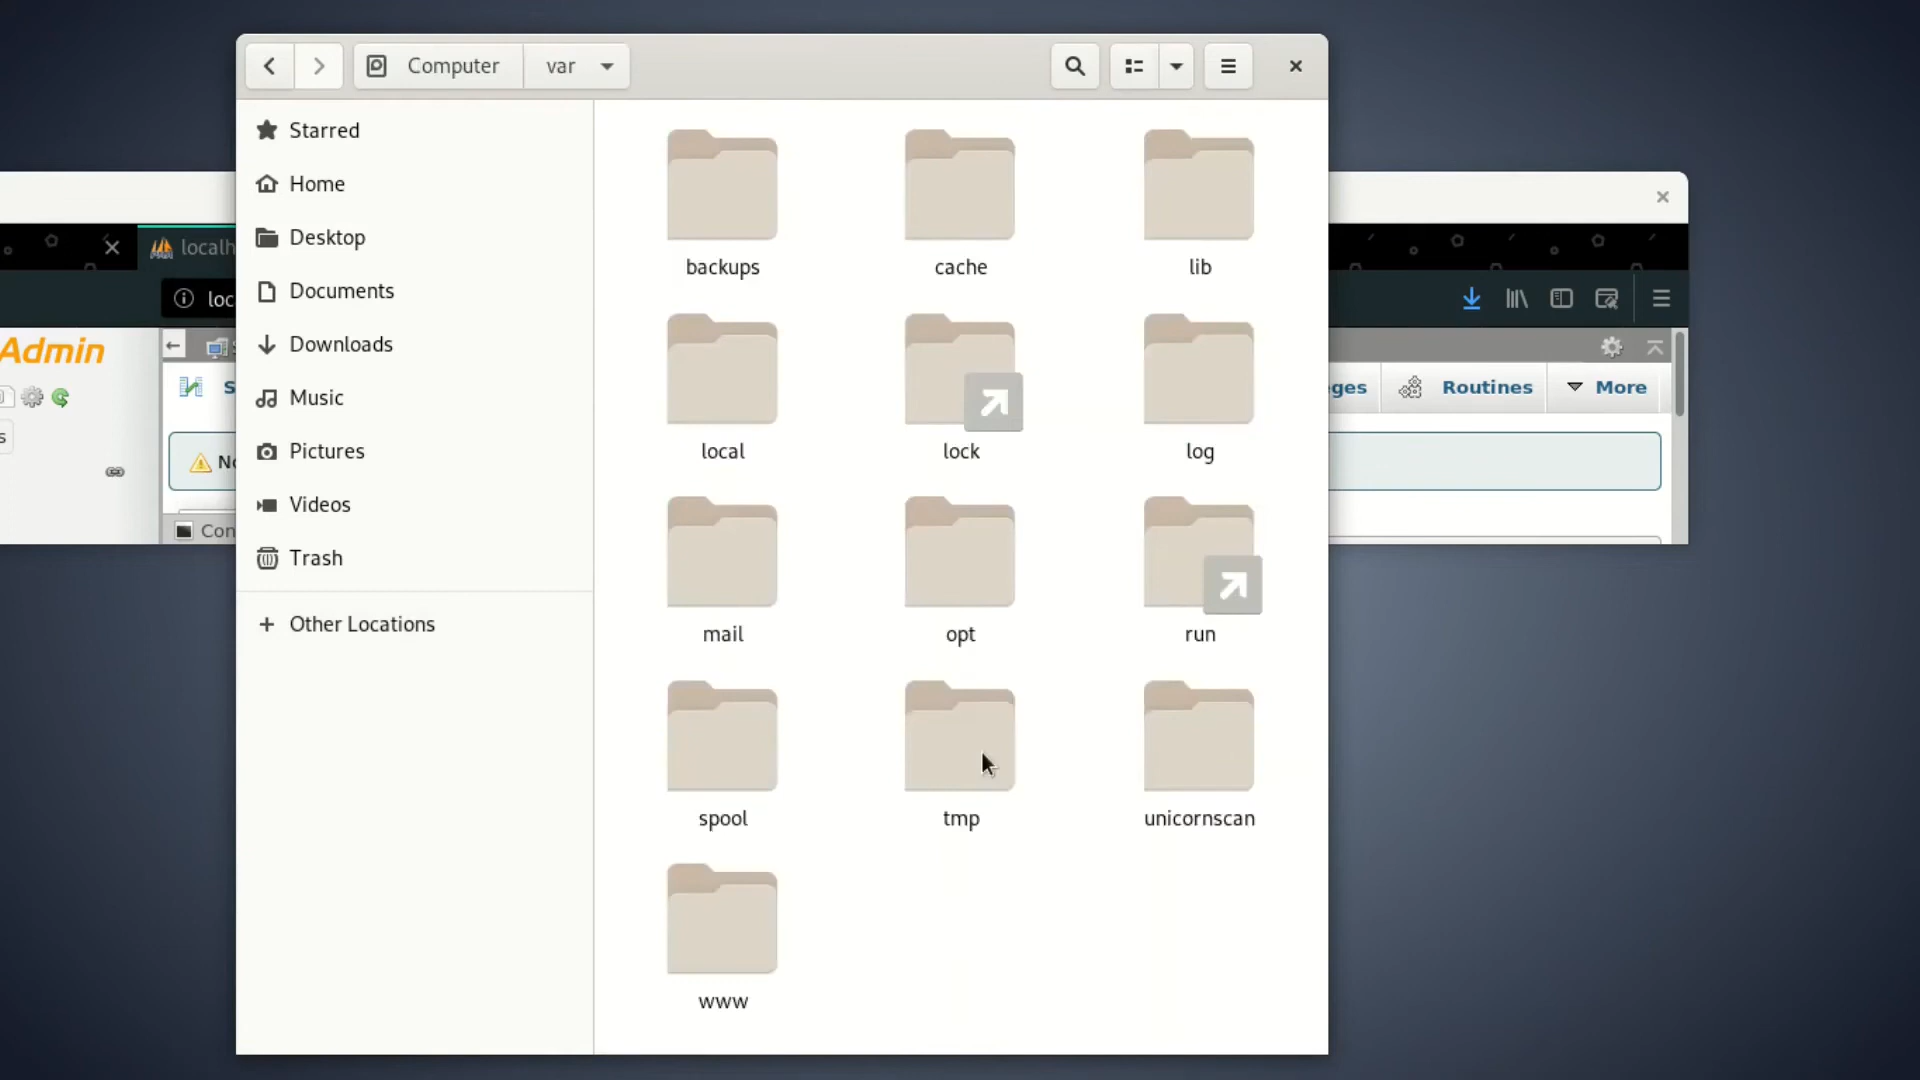 Computer
var
Starred
Home
Desktop
Documents
Downloads
Music
Pictures
Videos
Trash
Other Locations
backups
cache
lib
local
lock
log
mail
opt
run
spool
tmp
unicornscan
www
localh
loc
Admin
S
ges
Routines
More
No
Con
s